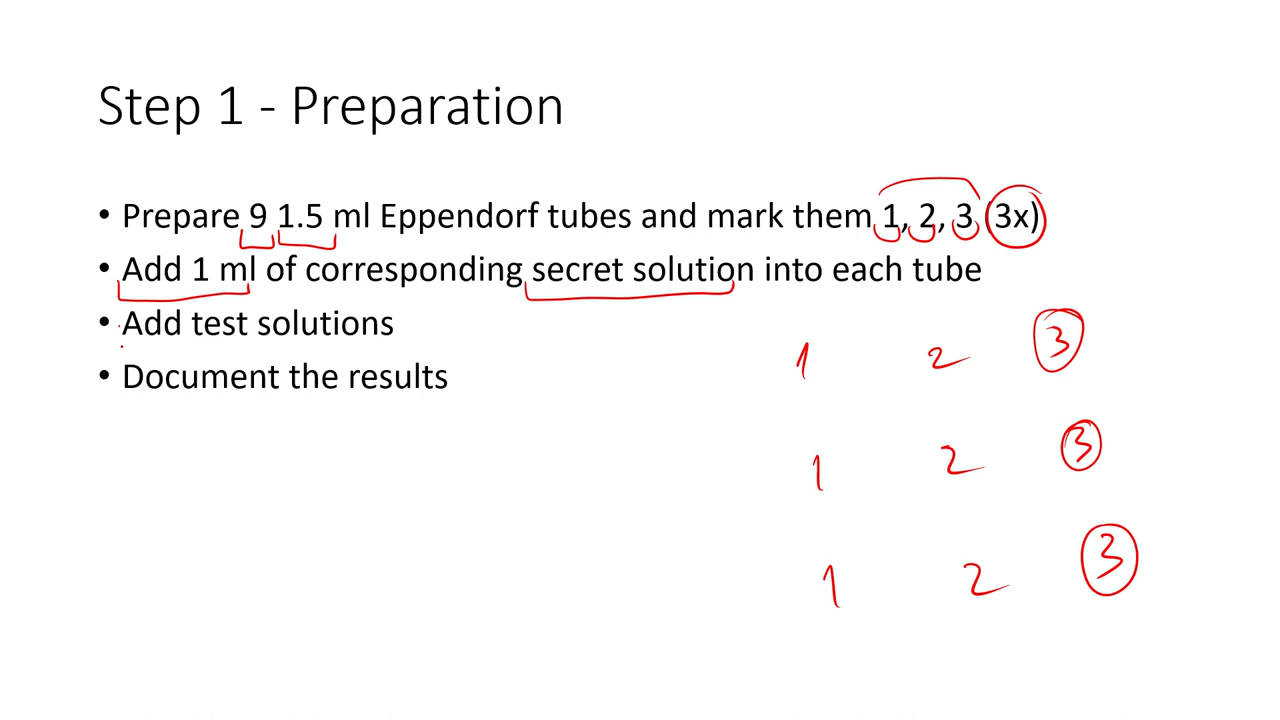 Step 1 - Preparation
• Prepare 9 1.5 ml Eppendorf tubes and mark them 1, 2, 3 (3x)
• Add 1 ml of corresponding secret solution into each tube
• Add test solutions
• Document the results
1 2 3
1 2 3
1 2 3